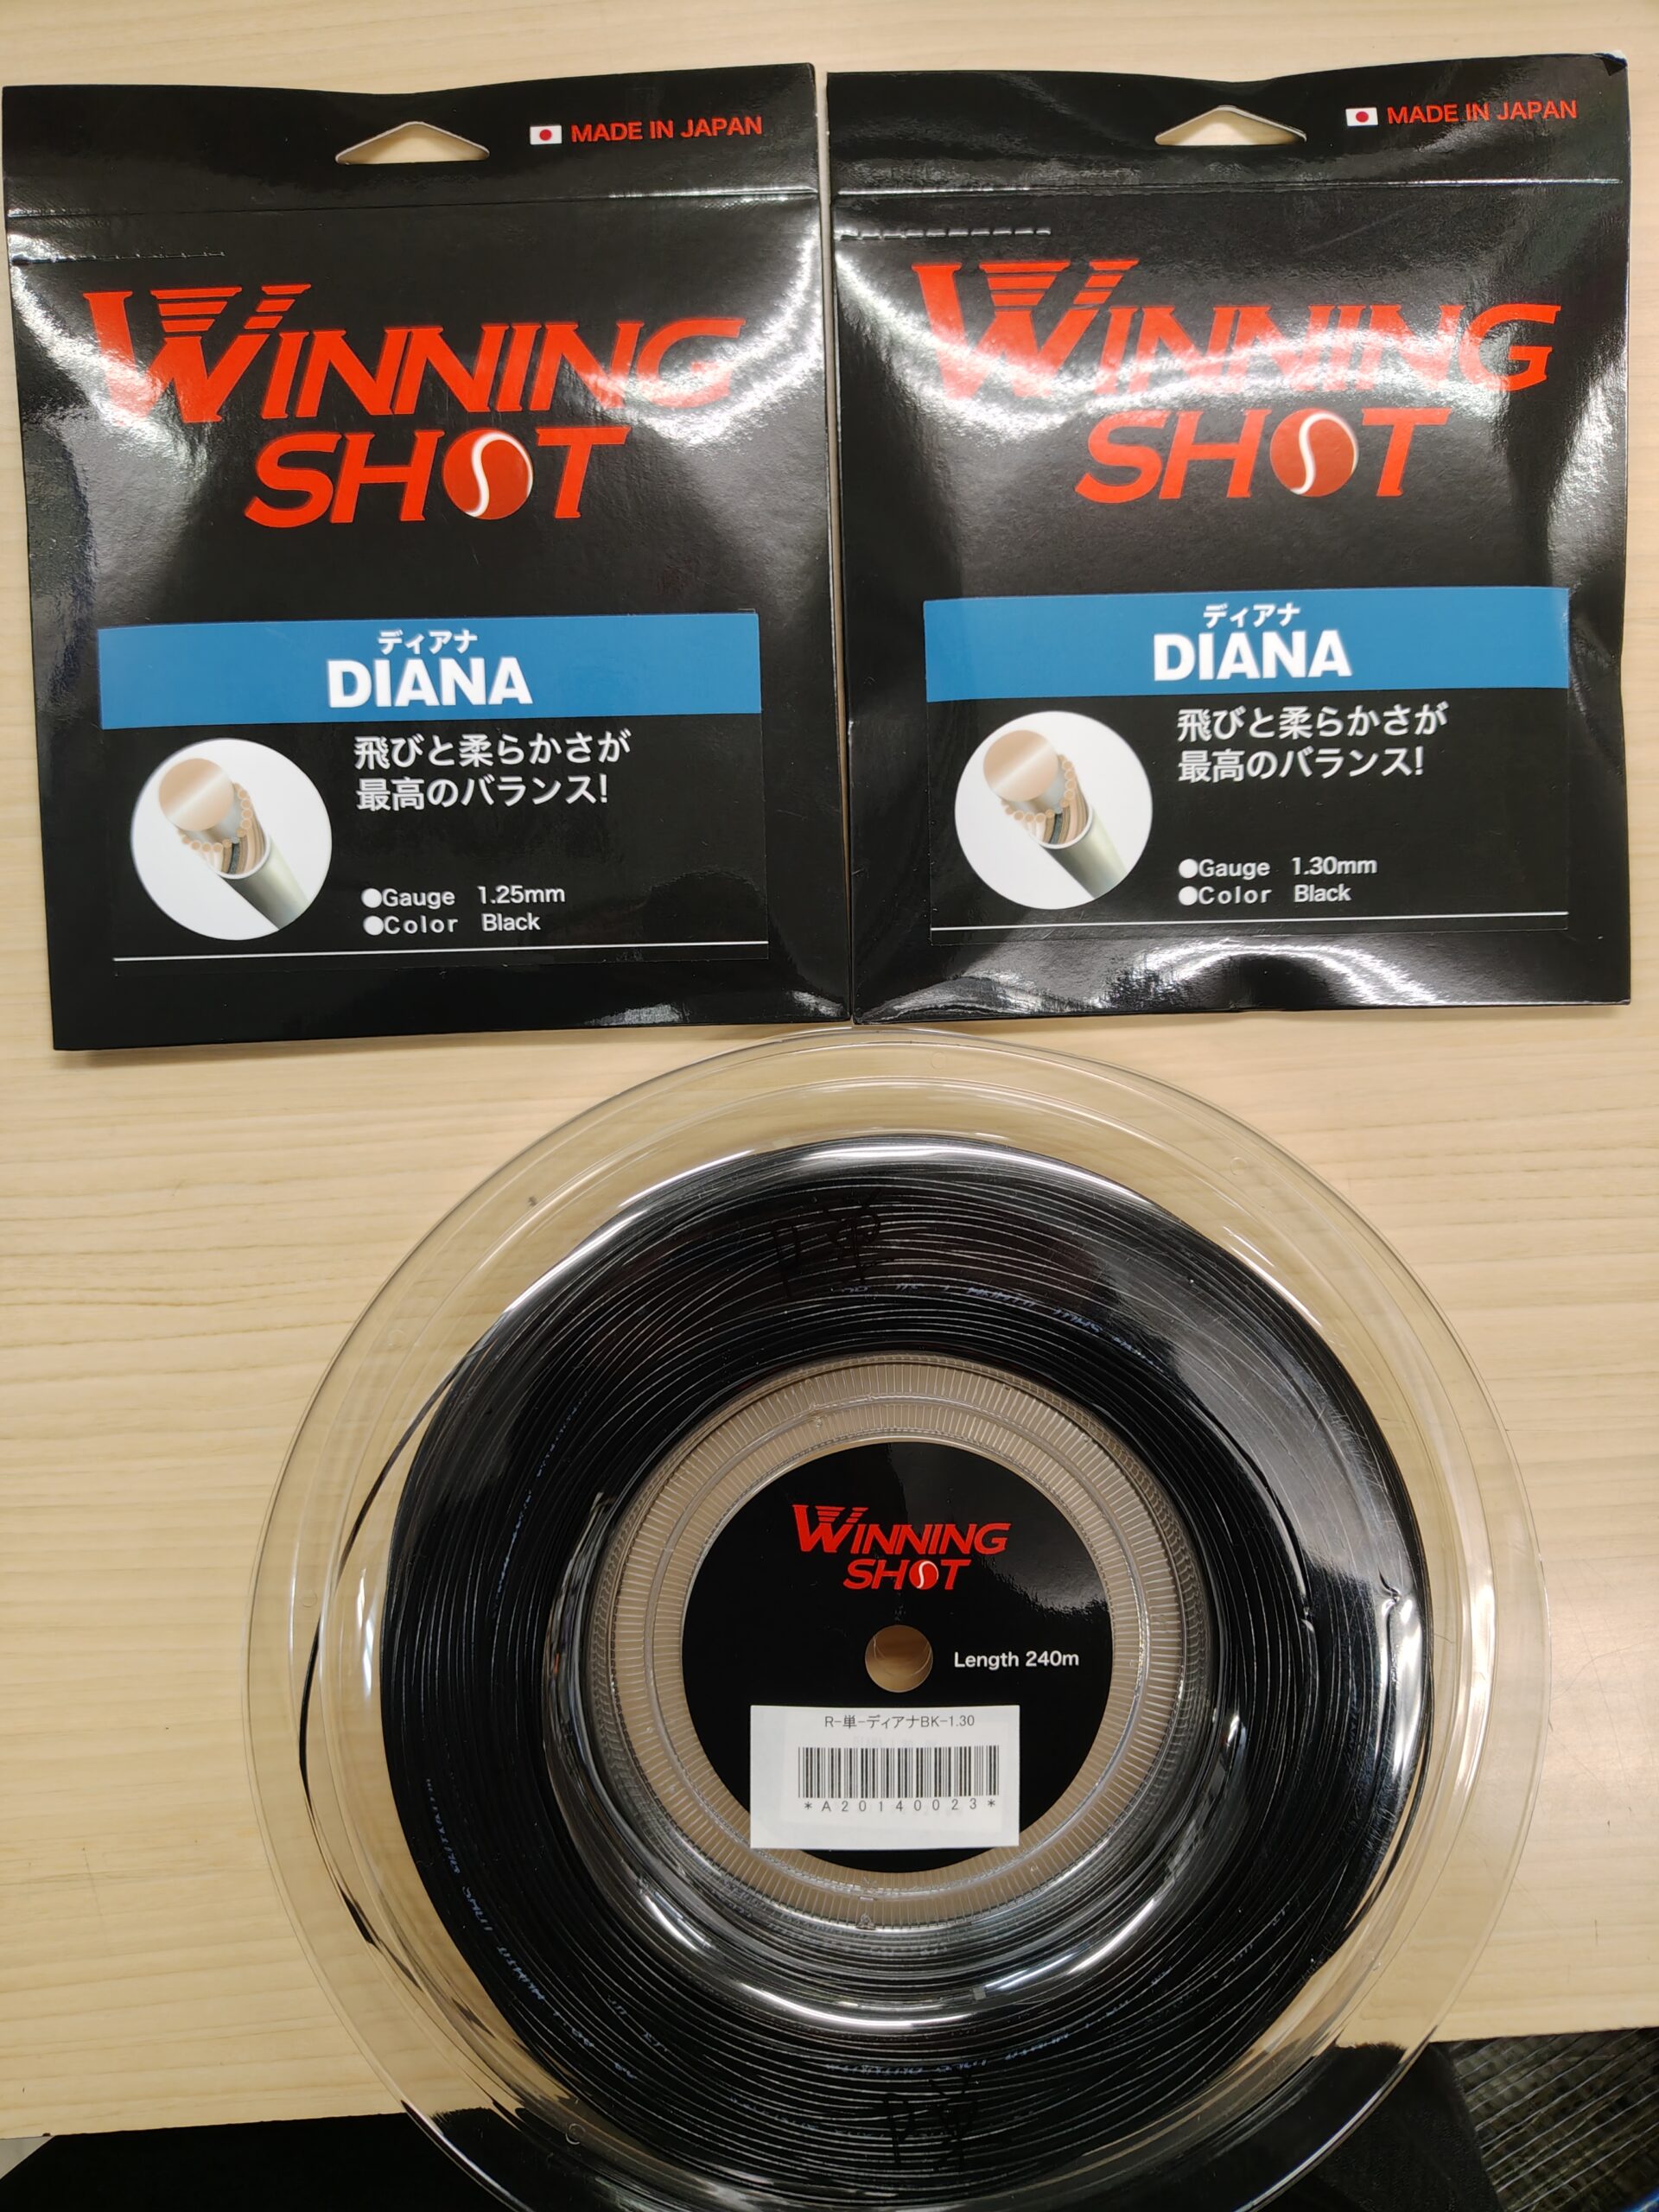 MADE IN JAPAN
WINNING
SHOT
ディアナ
DIANA
飛びと柔らかさが
最高のバランス!
●Gauge 1.25mm
●Color Black
MADE IN JAPAN
WINNING
SHOT
ディアナ
DIANA
飛びと柔らかさが
最高のバランス!
●Gauge 1.30mm
●Color Black
WINNING
SHOT
Length 240m
R-単-ディアナBK-1.30
*A20140023*